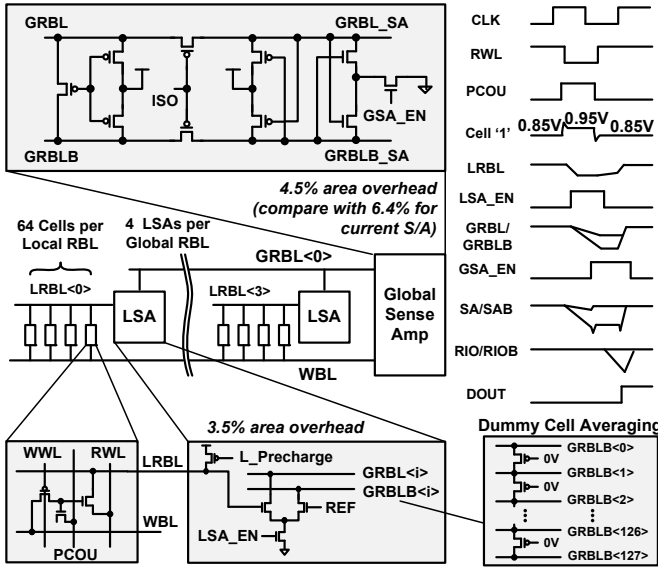 GRBL
GRBL_SA
ISO
GSA_EN
GRBLB
GRBLB_SA
4.5% area overhead
(compare with 6.4% for
current S/A)
64 Cells per
Local RBL
4 LSAs per
Global RBL
GRBL<0>
LRBL<0>
LSA
LRBL<3>
LSA
Global
Sense
Amp
WBL
3.5% area overhead
WWL
RWL
LRBL
WBL
PCOU
L_Precharge
GRBL<i>
GRBLB<i>
REF
LSA_EN
CLK
RWL
PCOU
Cell ‘1’
0.85V
0.95V
0.85V
LRBL
LSA_EN
GRBL/
GRBLB
GSA_EN
SA/SAB
RIO/RIOB
DOUT
Dummy Cell Averaging
GRBLB<0>
0V
GRBLB<1>
0V
GRBLB<2>
GRBLB<126>
0V
GRBLB<127>